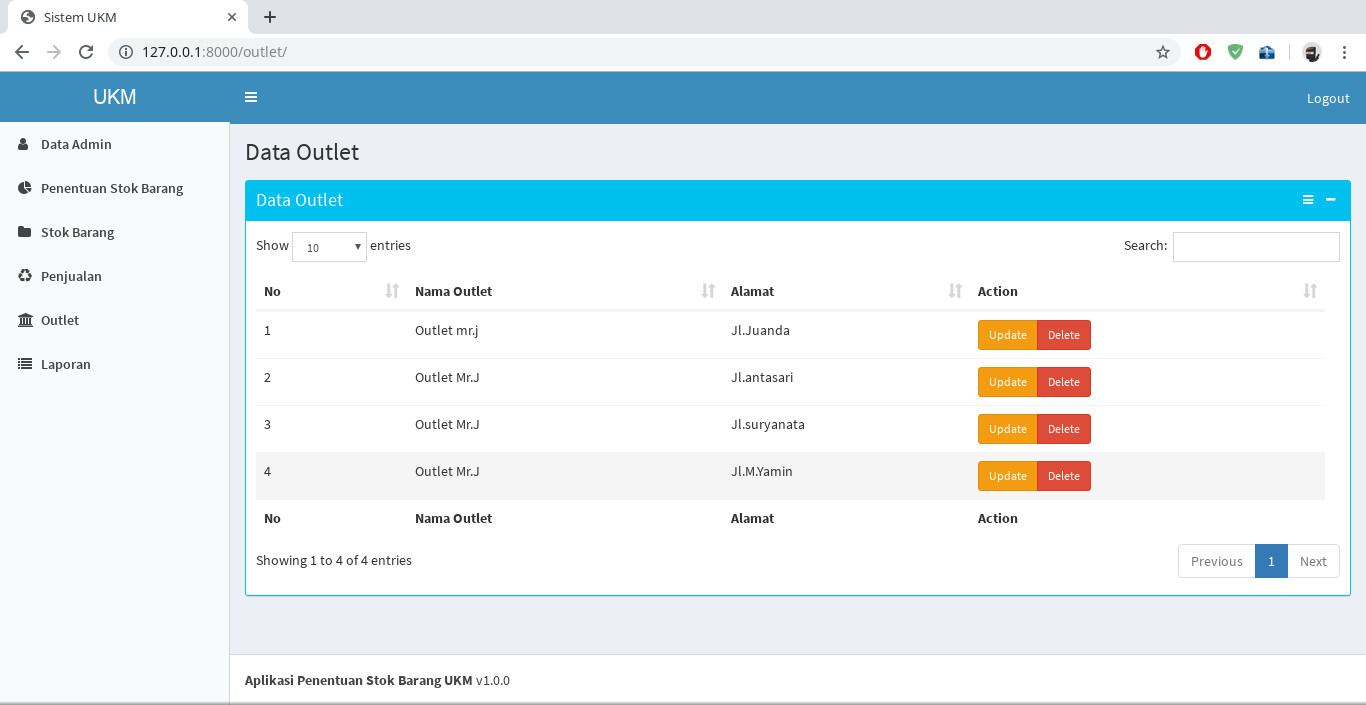 Sistem UKM
127.0.0.1:8000/outlet/
UKM
Logout
Data Admin
Penentuan Stok Barang
Stok Barang
Penjualan
Outlet
Laporan
Data Outlet
Data Outlet
Show 10 entries Search:
No Nama Outlet Alamat Action
1 Outlet mr.j Jl.Juanda Update Delete
2 Outlet Mr.J Jl.antasari Update Delete
3 Outlet Mr.J Jl.suryanata Update Delete
4 Outlet Mr.J Jl.M.Yamin Update Delete
No Nama Outlet Alamat Action
Showing 1 to 4 of 4 entries Previous 1 Next
Aplikasi Penentuan Stok Barang UKM v1.0.0